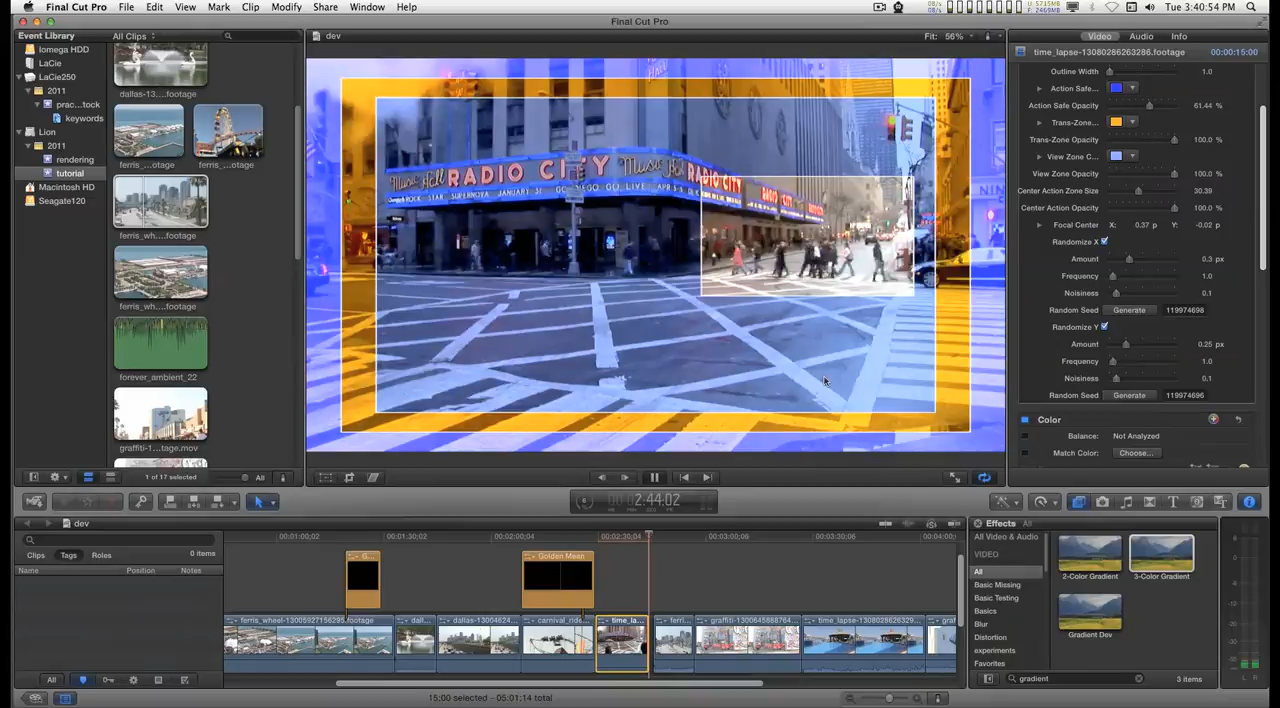 Final Cut Pro File Edit View Mark Clip Modify Share Window Help
Tue 3:40:54 PM
Final Cut Pro
Event Library
All Clips
dev
Fit: 56%
Video Audio Info
Iomega HDD
LaCie
LaCie250
2011
prac...tock
keywords
Lion
2011
rendering
tutorial
Macintosh HD
Seagate120
dallas-13....footage
ferris_...otage
ferris_...otage
ferris_wh...footage
ferris_wh...footage
forever_ambient_22
graffiti-1...tage.mov
1 of 17 selected
All
Music Hall RADIO CITY Music Hall RADIO CITY
time_lapse-13080286263286.footage 00:00:15:00
Outline Width 1.0
Action Safe...
Action Safe Opacity 61.44 %
Trans-Zone...
Trans-Zone Opacity 100.0 %
View Zone C...
View Zone Opacity 100.0 %
Center Action Zone Size 30.39
Center Action Opacity 100.0 %
Focal Center X: 0.37 p Y: -0.02 p
Randomize X
Amount 0.3 px
Frequency 1.0
Noisiness 0.1
Random Seed Generate 119974698
Randomize Y
Amount 0.25 px
Frequency 1.0
Noisiness 0.1
Random Seed Generate 119974696
Color
Balance: Not Analyzed
Match Color: Choose...
2:44:02
dev
Clips Tags Roles 0 items
Name Position Notes
00:01:00;02 00:01:30;02 00:02:00;04 00:02:30;04 00:03:00;06 00:03:30;06 00:04:00;
G...
Golden Mean
dall...
dallas-13004624...
carnival_ride...
time_la...
ferri...
All
15:00 selected - 05:01:14 total
Effects All
All Video & Audio
VIDEO
All
Basic Missing
Basic Testing
Basics
Blur
Distortion
experiments
Favorites
2-Color Gradient
3-Color Gradient
Gradient Dev
gradient
3 items
L R